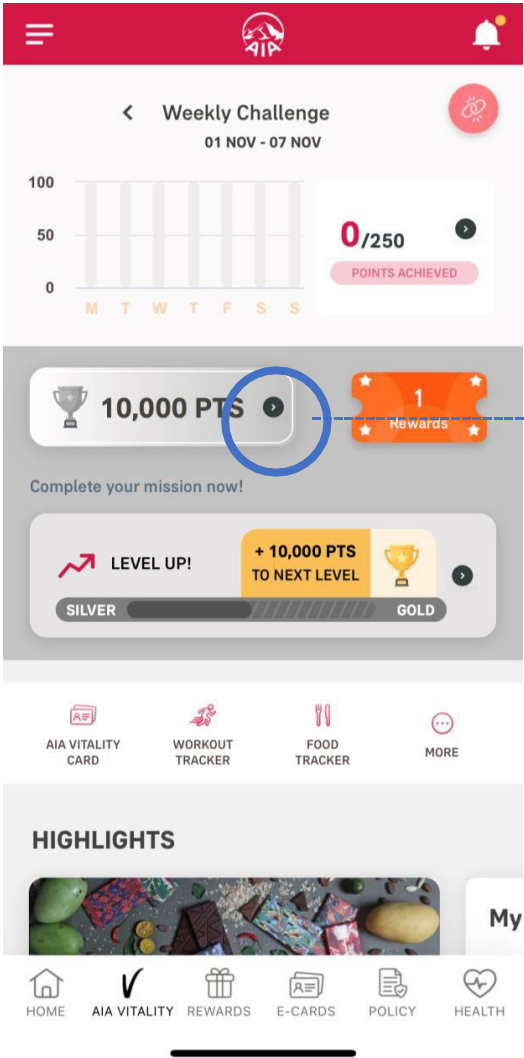 AIA
Weekly Challenge
01 NOV - 07 NOV
100
50
0
M T W T F S S
0/250
POINTS ACHIEVED
10,000 PTS
1
Rewards
Complete your mission now!
LEVEL UP!
+ 10,000 PTS
TO NEXT LEVEL
SILVER
GOLD
AIA VITALITY
CARD
WORKOUT
TRACKER
FOOD
TRACKER
MORE
HIGHLIGHTS
My
HOME
AIA VITALITY
REWARDS
E-CARDS
POLICY
HEALTH